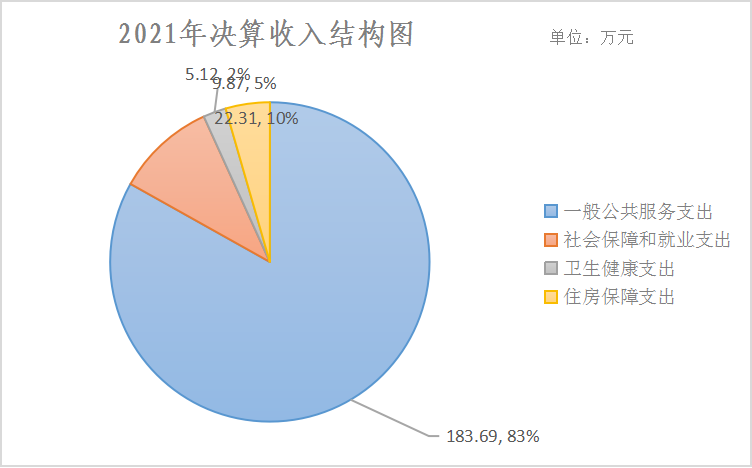 2021年决算收入结构图
单位：万元
5.12, 2%
9.87, 5%
22.31, 10%
一般公共服务支出
社会保障和就业支出
卫生健康支出
住房保障支出
183.69, 83%